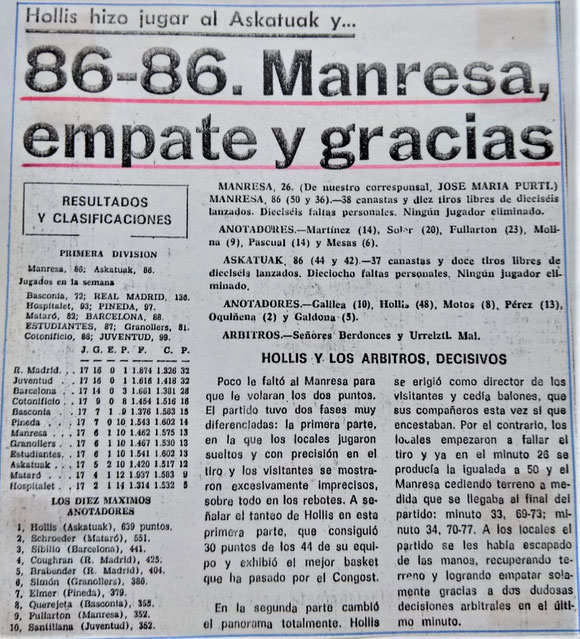 Hollis hizo jugar al Askatuak y...
86-86. Manresa,
empate y gracias
RESULTADOS
Y CLASIFICACIONES
PRIMERA DIVISION
Manresa, 86; Askatuak, 86.
Jugados en la semana
Basconia, 72; REAL MADRID, 136.
Hospitalet, 93; PINEDA, 97.
Mataró, 82; BARCELONA, 88.
ESTUDIANTES, 87; Granollers, 81.
Cotonificio, 88; JUVENTUD, 99.
J. G. E. P. F. C. P.
R. Madrid. . 17 16 0 1 1.874 1.326 32
Juventud . . 17 16 0 1 1.616 1.418 32
Barcelona . . 17 14 0 3 1.661 1.381 28
Cotonificio . 17 9 0 8 1.454 1.516 18
Basconia . . 17 7 1 9 1.376 1.583 15
Pineda . . . 17 7 0 10 1.543 1.602 14
Manresa . . 17 6 1 10 1.462 1.575 13
Granollers . . 17 6 1 10 1.467 1.530 13
Estudiantes. . 17 6 1 10 1.541 1.602 13
Askatuak . . . 17 5 2 10 1.420 1.517 12
Mataró . . . 17 4 1 12 1.937 1.583 9
Hospitalet . . 17 2 1 14 1.314 1.532 5
LOS DIEZ MAXIMOS
ANOTADORES
1, Hollis (Askatuak), 639 puntos.
2, Schroeder (Mataró), 551.
3, Sibilio (Barcelona), 441.
4, Coughran (R. Madrid), 425.
5, Brabender (R. Madrid), 404.
6, Simón (Granollers), 386.
7, Elmer (Pineda), 379.
8, Querejeta (Basconia), 355.
9, Fullarton (Manresa), 352.
10, Santillana (Juventud), 352.
MANRESA, 26. (De nuestro corresponsal, JOSE MARIA PURTI.)
MANRESA, 86 (50 y 36).—38 canastas y diez tiros libres de dieciséis
lanzados. Dieciséis faltas personales. Ningún jugador eliminado.
ANOTADORES.—Martínez (14), Soler (20), Fullarton (23), Moli-
na (9), Pascual (14) y Mesas (6).
ASKATUAK, 86 (44 y 42).—37 canastas y doce tiros libres de
dieciséis lanzados. Dieciocho faltas personales. Ningún jugador eli-
minado.
ANOTADORES.—Galilea (10), Hollis (48), Motos (8), Pérez (13)
Oquiñena (2) y Galdona (5).
ARBITROS.—Señores Berdonces y Urreiztl. Mal.
HOLLIS Y LOS ARBITROS, DECISIVOS
Poco le faltó al Manresa para
que le volaran los dos puntos.
El partido tuvo dos fases muy
diferenciadas: la primera parte,
en la que los locales jugaron
sueltos y con precisión en el
tiro y los visitantes se mostra-
ron excesivamente imprecisos,
sobre todo en los rebotes. A se-
ñalar el tanteo de Hollis en esta
primera parte, que consiguió
30 puntos de los 44 de su equi-
po y exhibió el mejor basket
que ha pasado por el Congost.
En la segunda parte cambió
el panorama totalmente. Hollis
se erigió como director de los
visitantes y cedía balones, que
sus compañeros esta vez sí que
encestaban. Por el contrario, los
locales empezaron a fallar el
tiro y ya en el minuto 26 se
producía la igualada a 50 y el
Manresa cediendo terreno a me-
dida que se llegaba al final del
partido: minuto 33, 69-73; mi-
nuto 34, 70-77. A los locales el
partido se les había escapado
de las manos, recuperando te-
rreno y logrando empatar sola-
mente gracias a dos dudosas
decisiones arbitrales en el últi-
mo minuto.